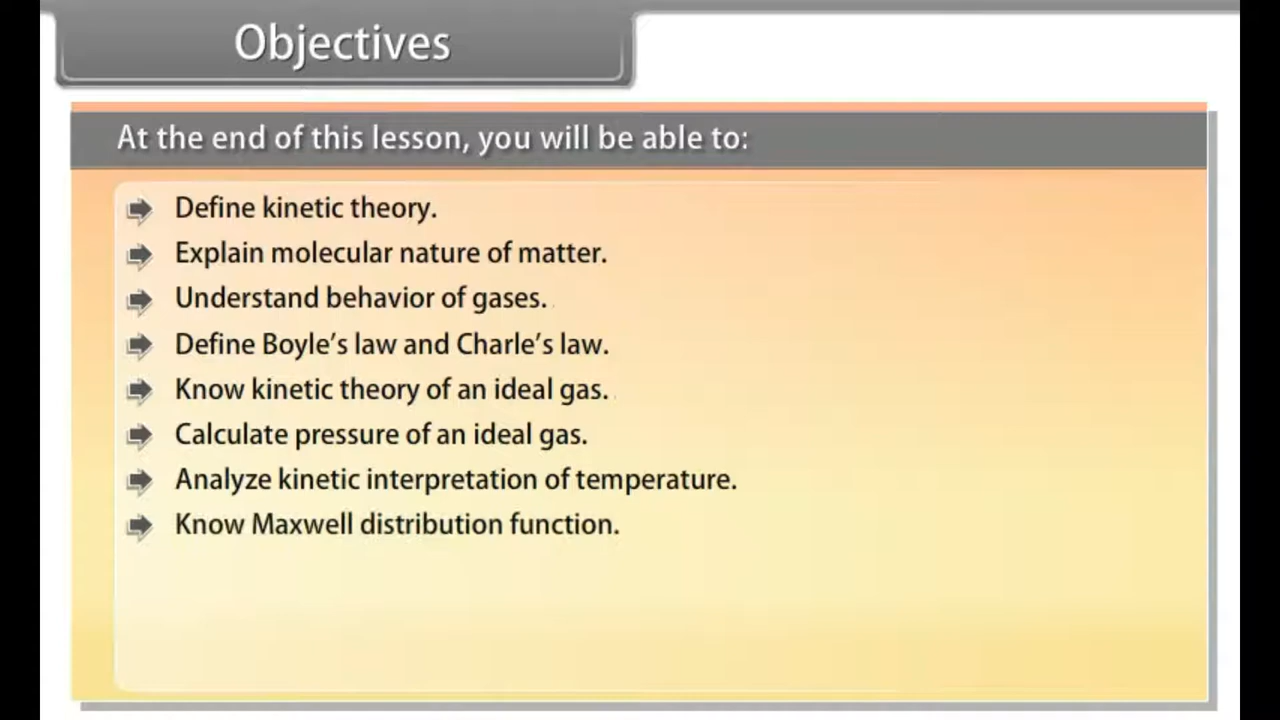 Objectives
At the end of this lesson, you will be able to:
Define kinetic theory.
Explain molecular nature of matter.
Understand behavior of gases.
Define Boyle’s law and Charle’s law.
Know kinetic theory of an ideal gas.
Calculate pressure of an ideal gas.
Analyze kinetic interpretation of temperature.
Know Maxwell distribution function.